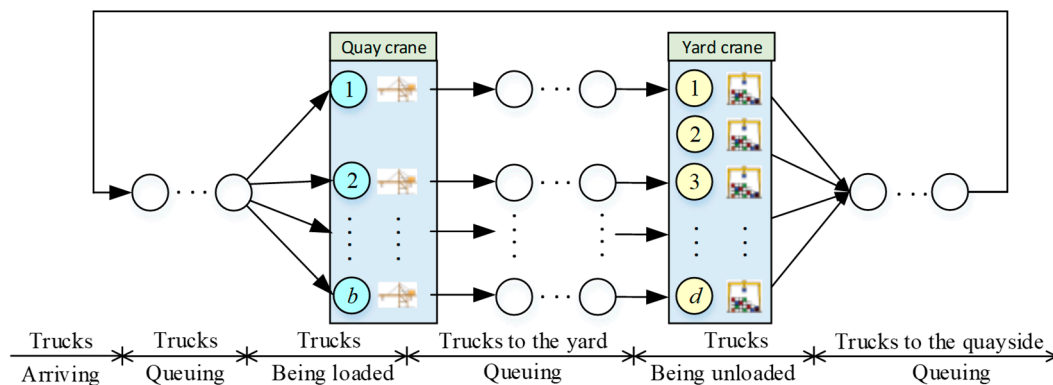 Quay crane
Yard crane
1
1
2
2
3
b
d
Trucks
Trucks
Trucks
Trucks to the yard
Trucks
Trucks to the quayside
Arriving
Queuing
Being loaded
Queuing
Being unloaded
Queuing